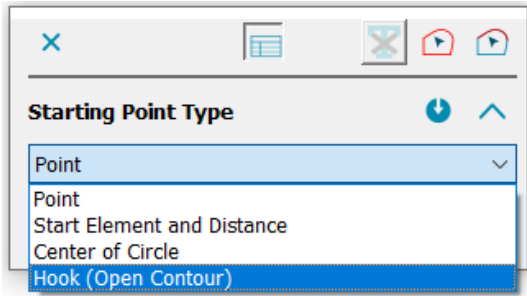 Starting Point Type
Point
Point
Start Element and Distance
Center of Circle
Hook (Open Contour)